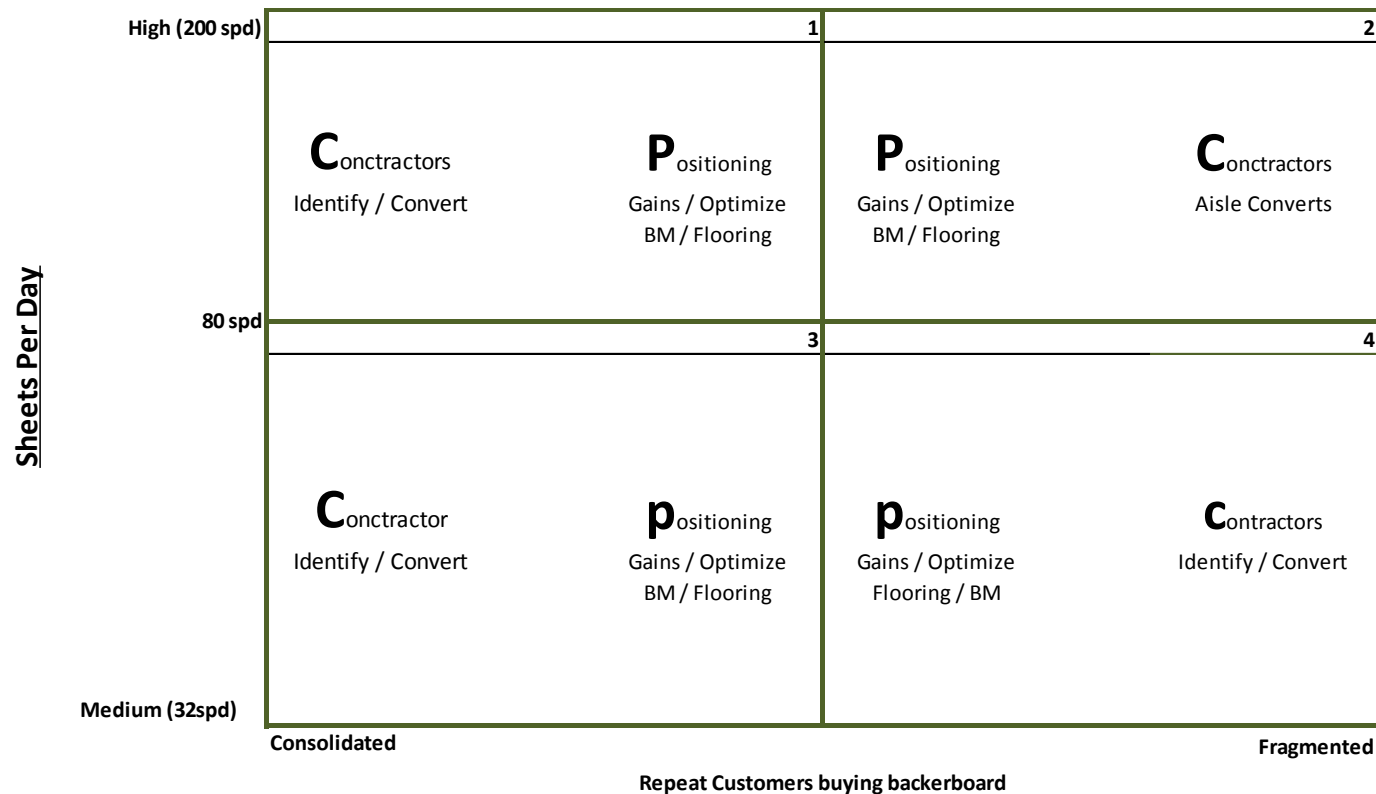 High (200 spd)
1
2
Conctractors
Identify / Convert
Positioning
Gains / Optimize
BM / Flooring
Positioning
Gains / Optimize
BM / Flooring
Conctractors
Aisle Converts
Sheets Per Day
80 spd
3
4
Conctractor
Identify / Convert
positioning
Gains / Optimize
BM / Flooring
positioning
Gains / Optimize
Flooring / BM
contractors
Identify / Convert
Medium (32spd)
Consolidated
Fragmented
Repeat Customers buying backerboard